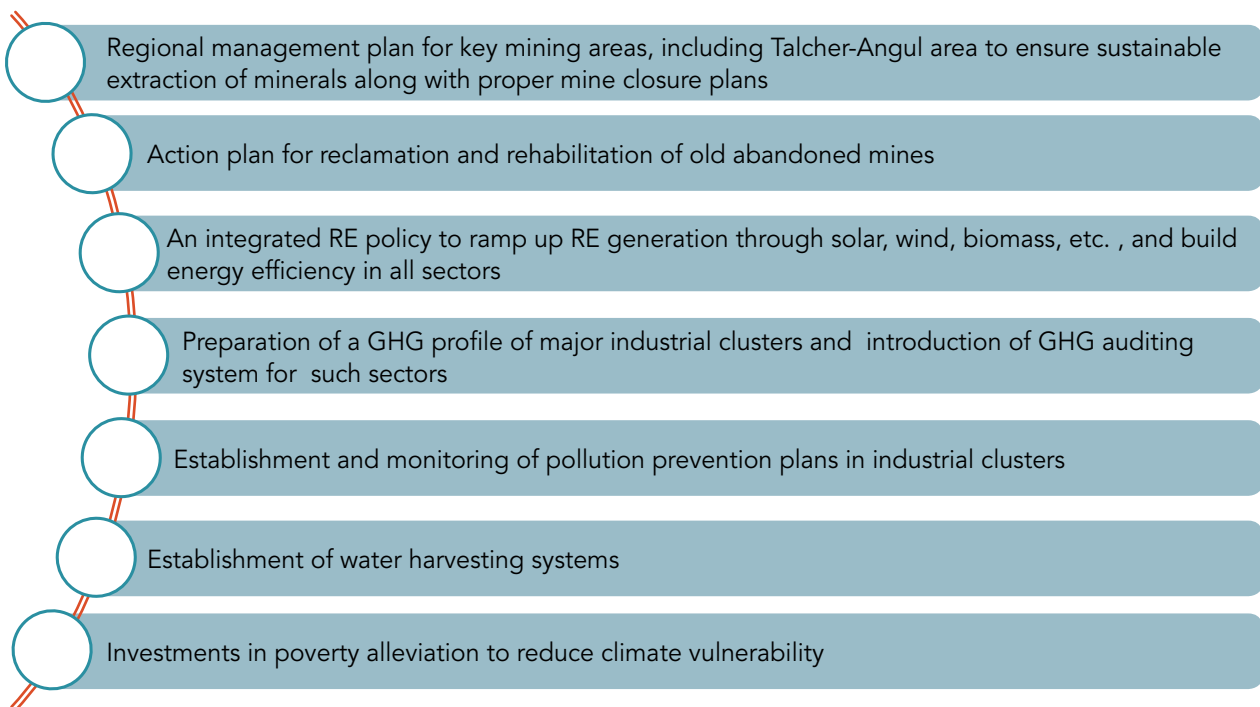 Regional management plan for key mining areas, including Talcher-Angul area to ensure sustainable
extraction of minerals along with proper mine closure plans
Action plan for reclamation and rehabilitation of old abandoned mines
An integrated RE policy to ramp up RE generation through solar, wind, biomass, etc. , and build
energy efficiency in all sectors
Preparation of a GHG profile of major industrial clusters and  introduction of GHG auditing
system for  such sectors
Establishment and monitoring of pollution prevention plans in industrial clusters
Establishment of water harvesting systems
Investments in poverty alleviation to reduce climate vulnerability